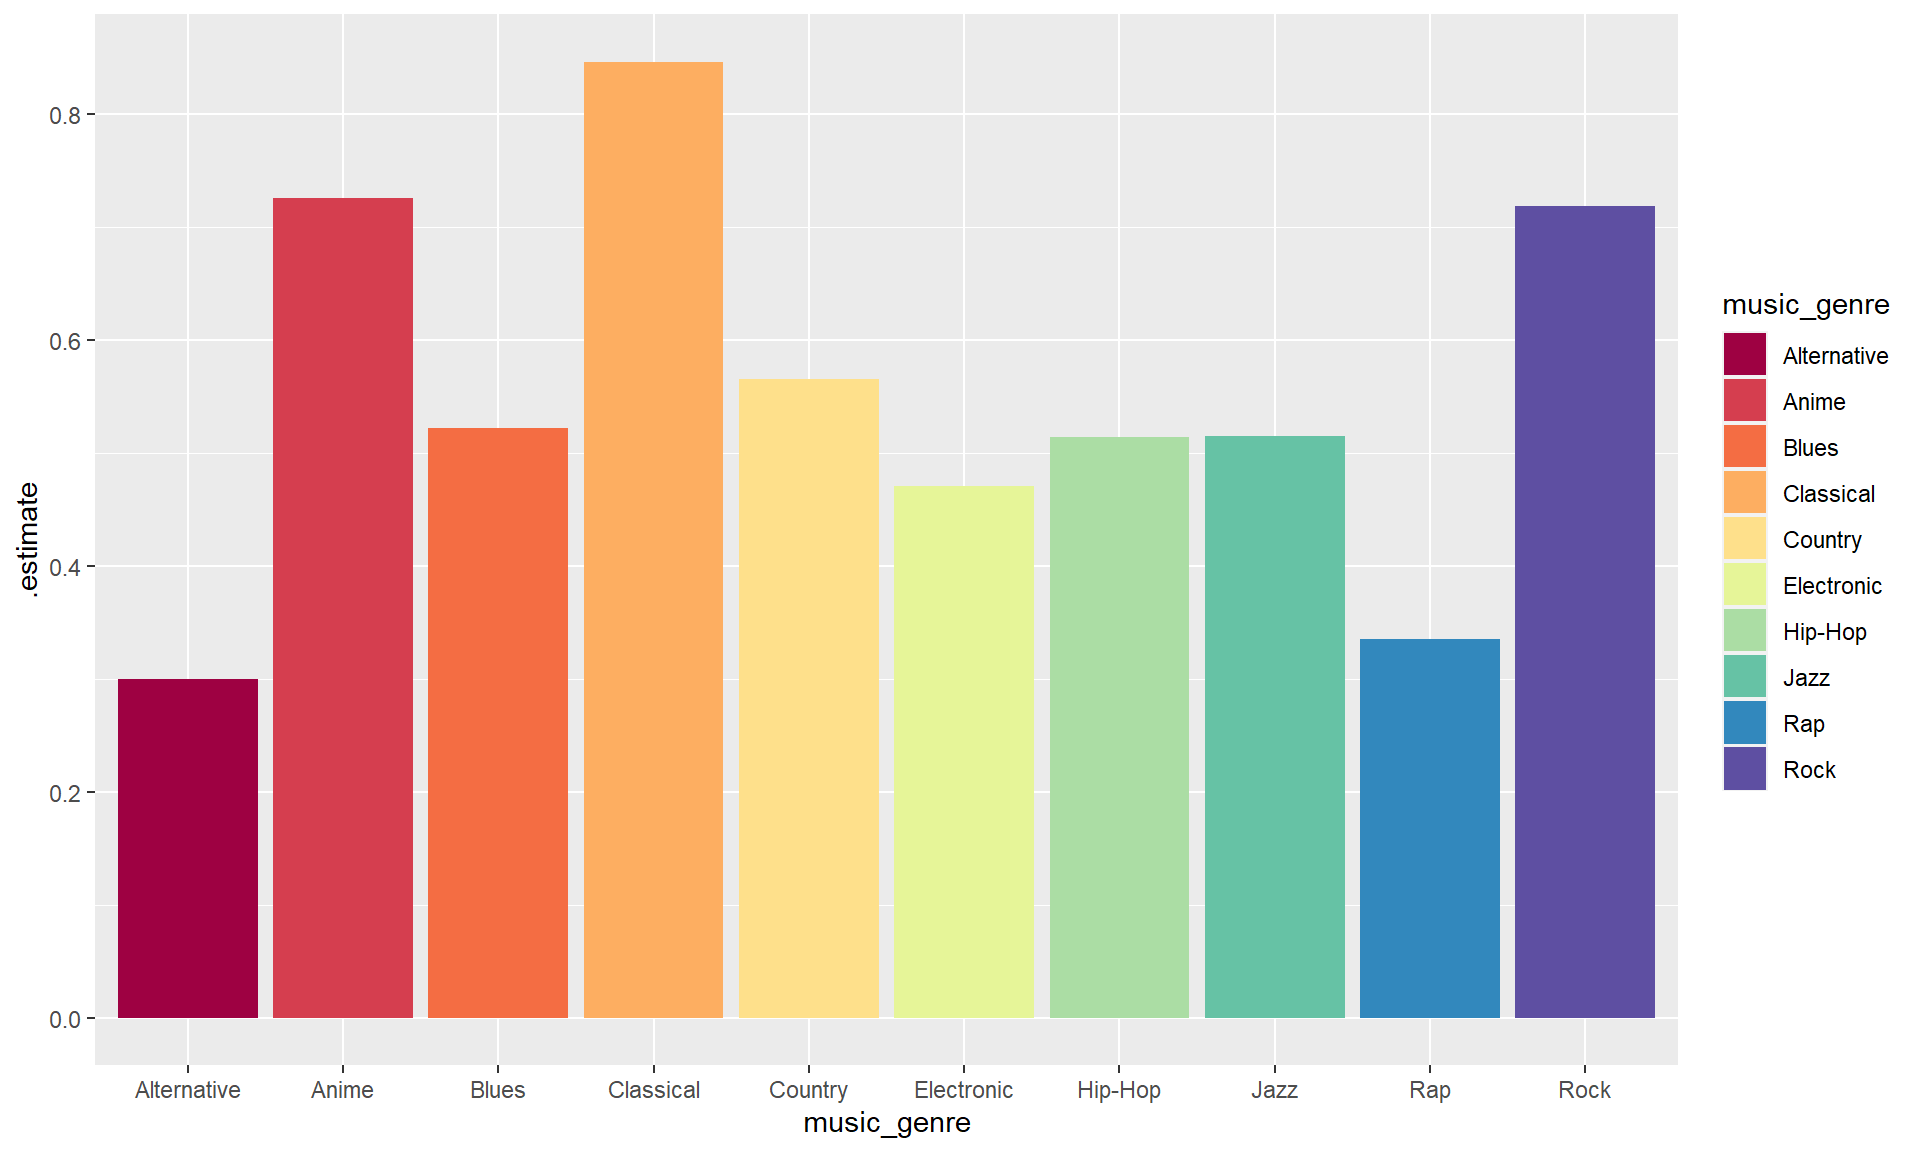 .estimate
0.8
0.6
0.4
0.2
0.0
Alternative Anime Blues Classical Country Electronic Hip-Hop Jazz Rap Rock
music_genre
music_genre
Alternative
Anime
Blues
Classical
Country
Electronic
Hip-Hop
Jazz
Rap
Rock